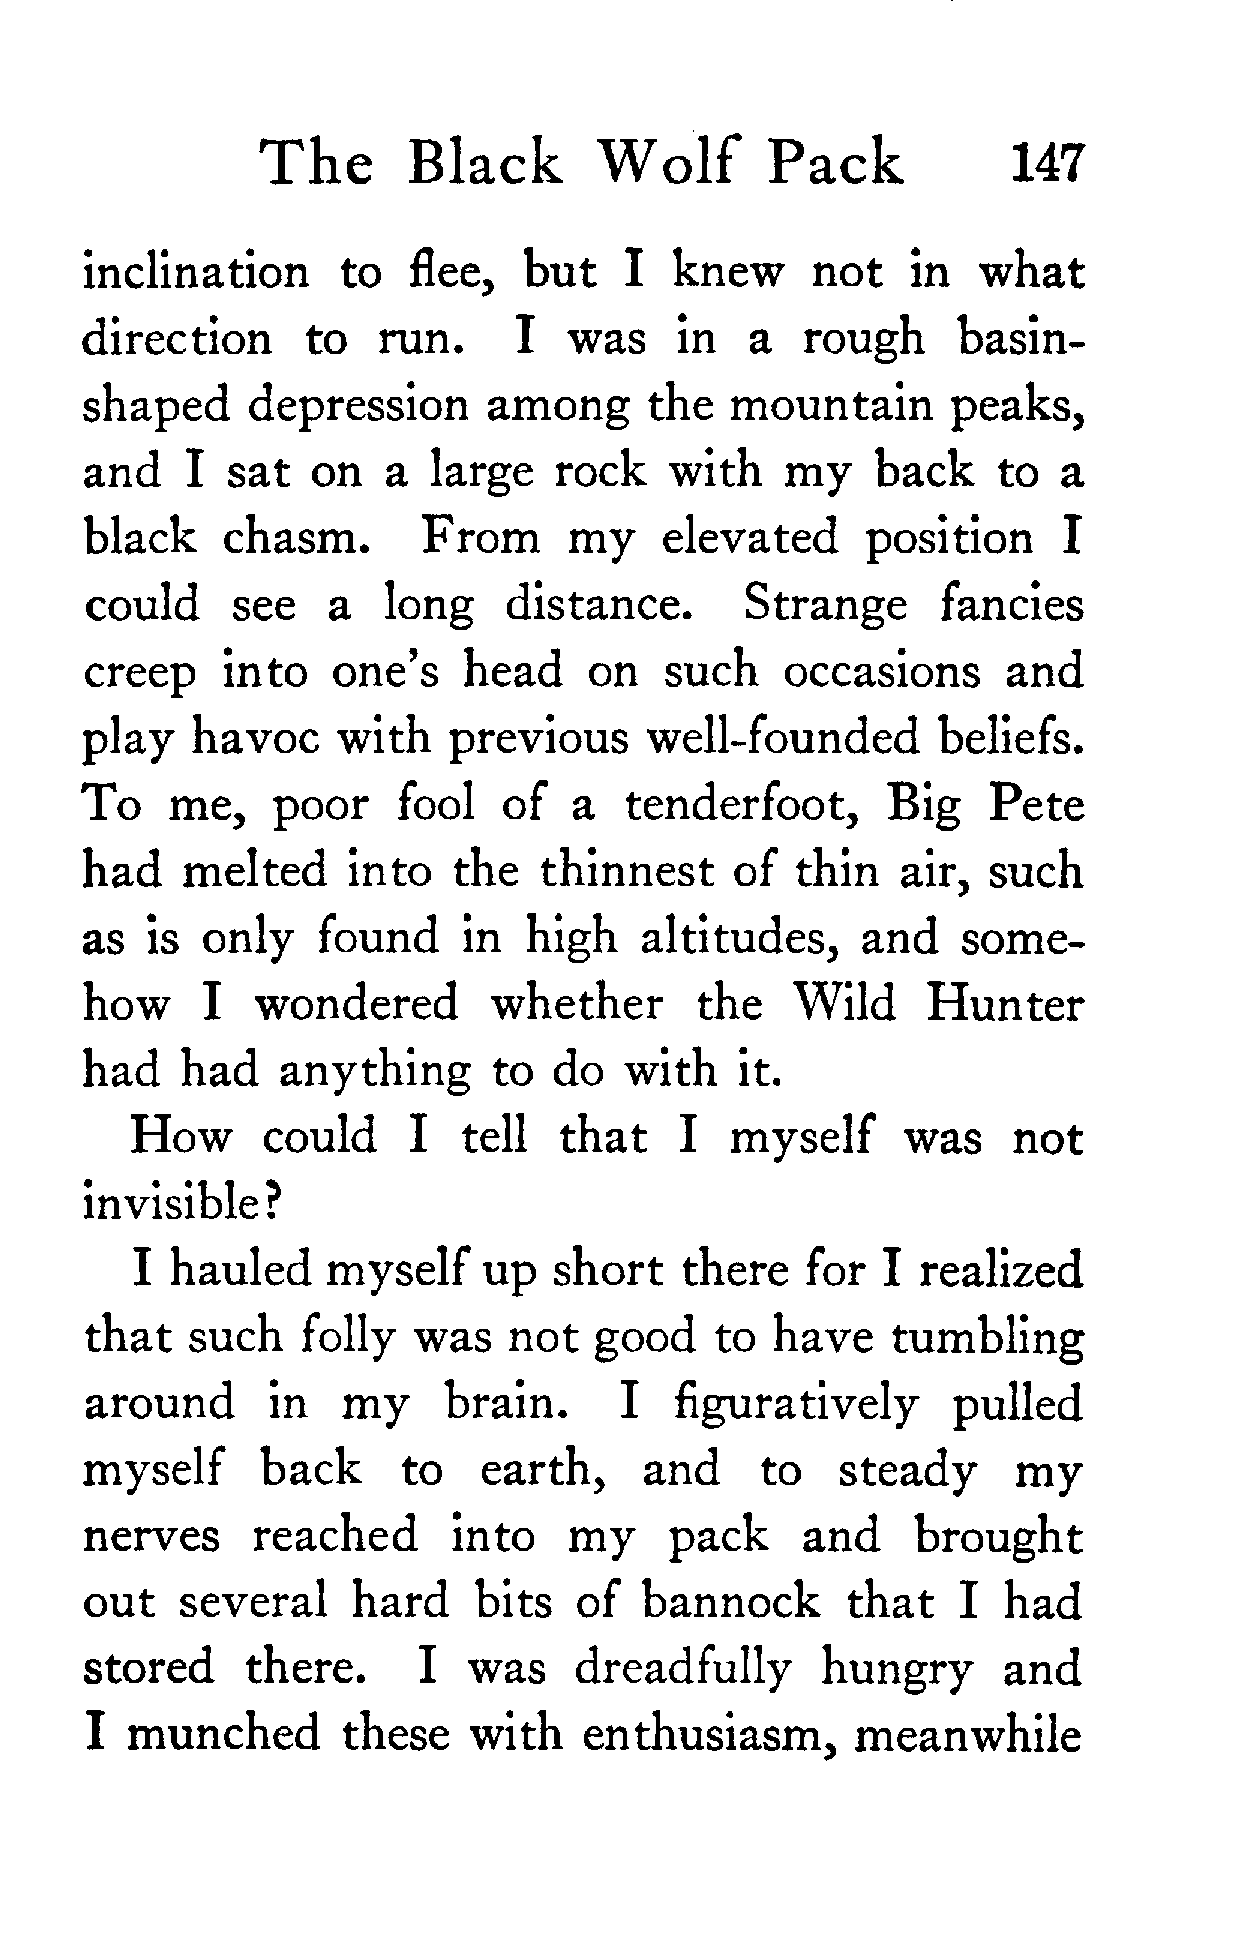 The Black Wolf Pack 147
inclination to flee, but I knew not in what
direction to run. I was in a rough basin-
shaped depression among the mountain peaks,
and I sat on a large rock with my back to a
black chasm. From my elevated position I
could see a long distance. Strange fancies
creep into one's head on such occasions and
play havoc with previous well-founded beliefs.
To me, poor fool of a tenderfoot, Big Pete
had melted into the thinnest of thin air, such
as is only found in high altitudes, and some-
how I wondered whether the Wild Hunter
had had anything to do with it.
How could I tell that I myself was not
invisible?
I hauled myself up short there for I realized
that such folly was not good to have tumbling
around in my brain. I figuratively pulled
myself back to earth, and to steady my
nerves reached into my pack and brought
out several hard bits of bannock that I had
stored there. I was dreadfully hungry and
I munched these with enthusiasm, meanwhile